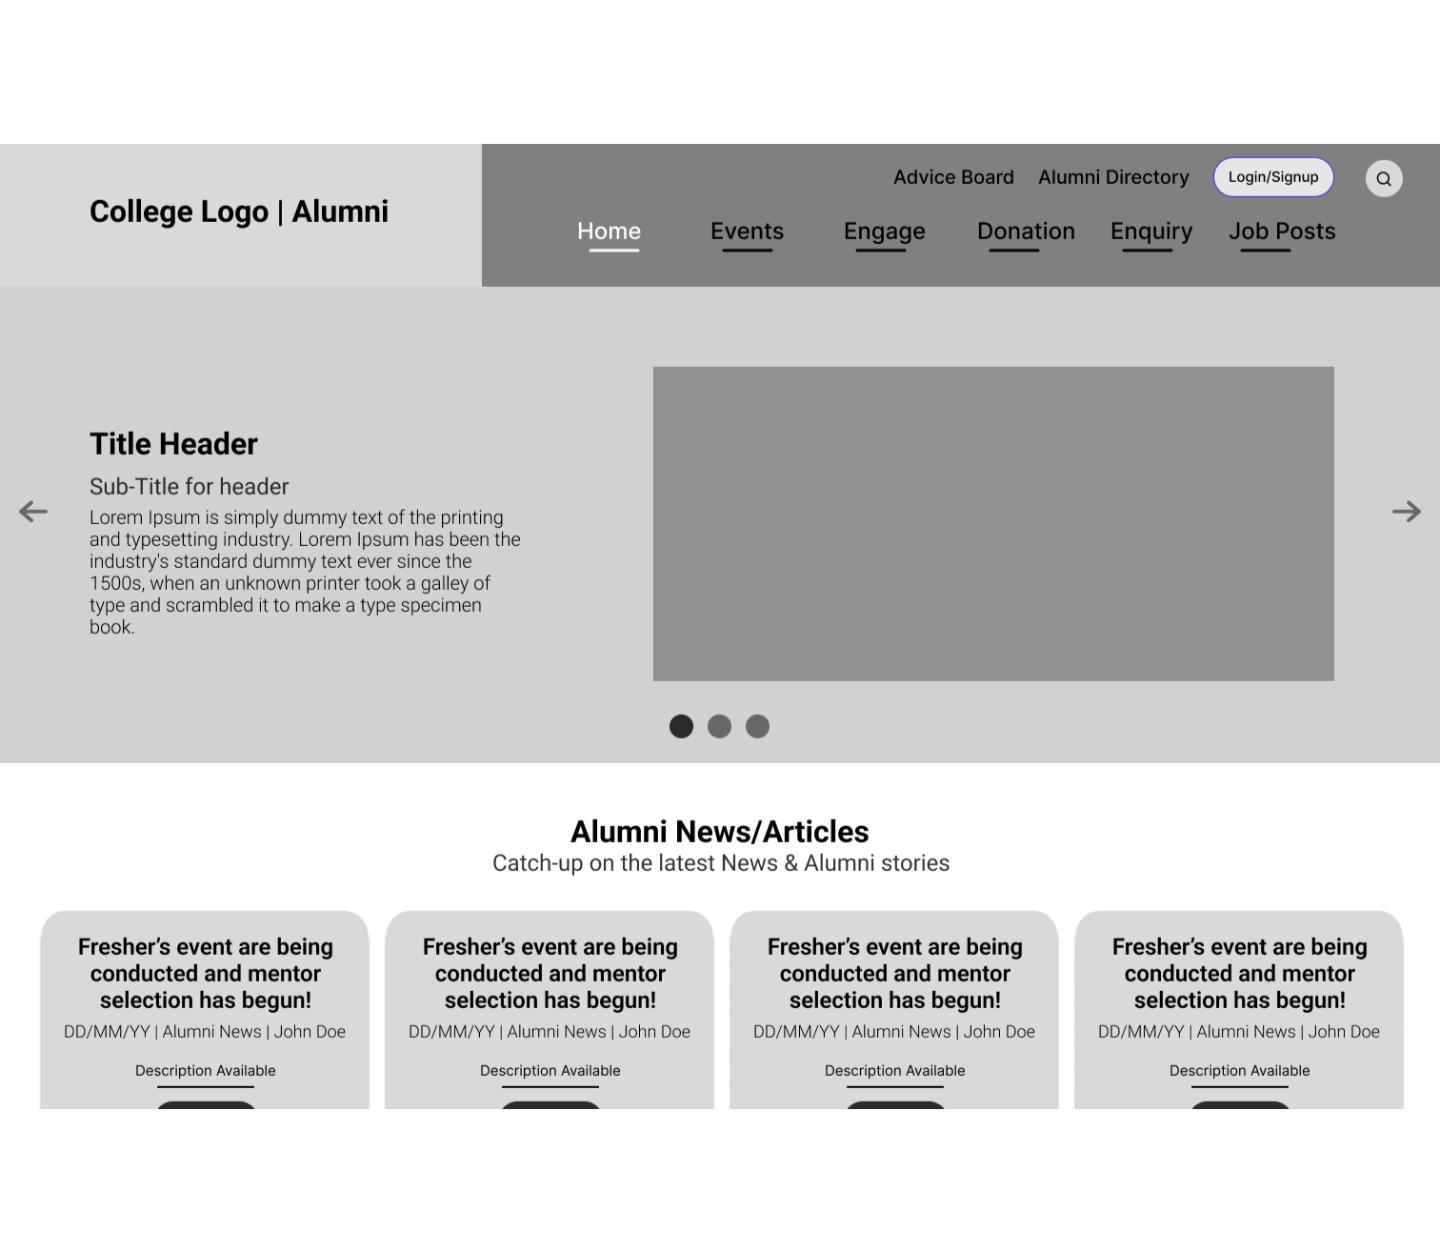 College Logo | Alumni
Advice Board Alumni Directory Login/Signup
Home Events Engage Donation Enquiry Job Posts
Title Header
Sub-Title for header
Lorem Ipsum is simply dummy text of the printing
and typesetting industry. Lorem Ipsum has been the
industry's standard dummy text ever since the
1500s, when an unknown printer took a galley of
type and scrambled it to make a type specimen
book.
Alumni News/Articles
Catch-up on the latest News & Alumni stories
Fresher’s event are being
conducted and mentor
selection has begun!
DD/MM/YY | Alumni News | John Doe
Description Available
Fresher’s event are being
conducted and mentor
selection has begun!
DD/MM/YY | Alumni News | John Doe
Description Available
Fresher’s event are being
conducted and mentor
selection has begun!
DD/MM/YY | Alumni News | John Doe
Description Available
Fresher’s event are being
conducted and mentor
selection has begun!
DD/MM/YY | Alumni News | John Doe
Description Available